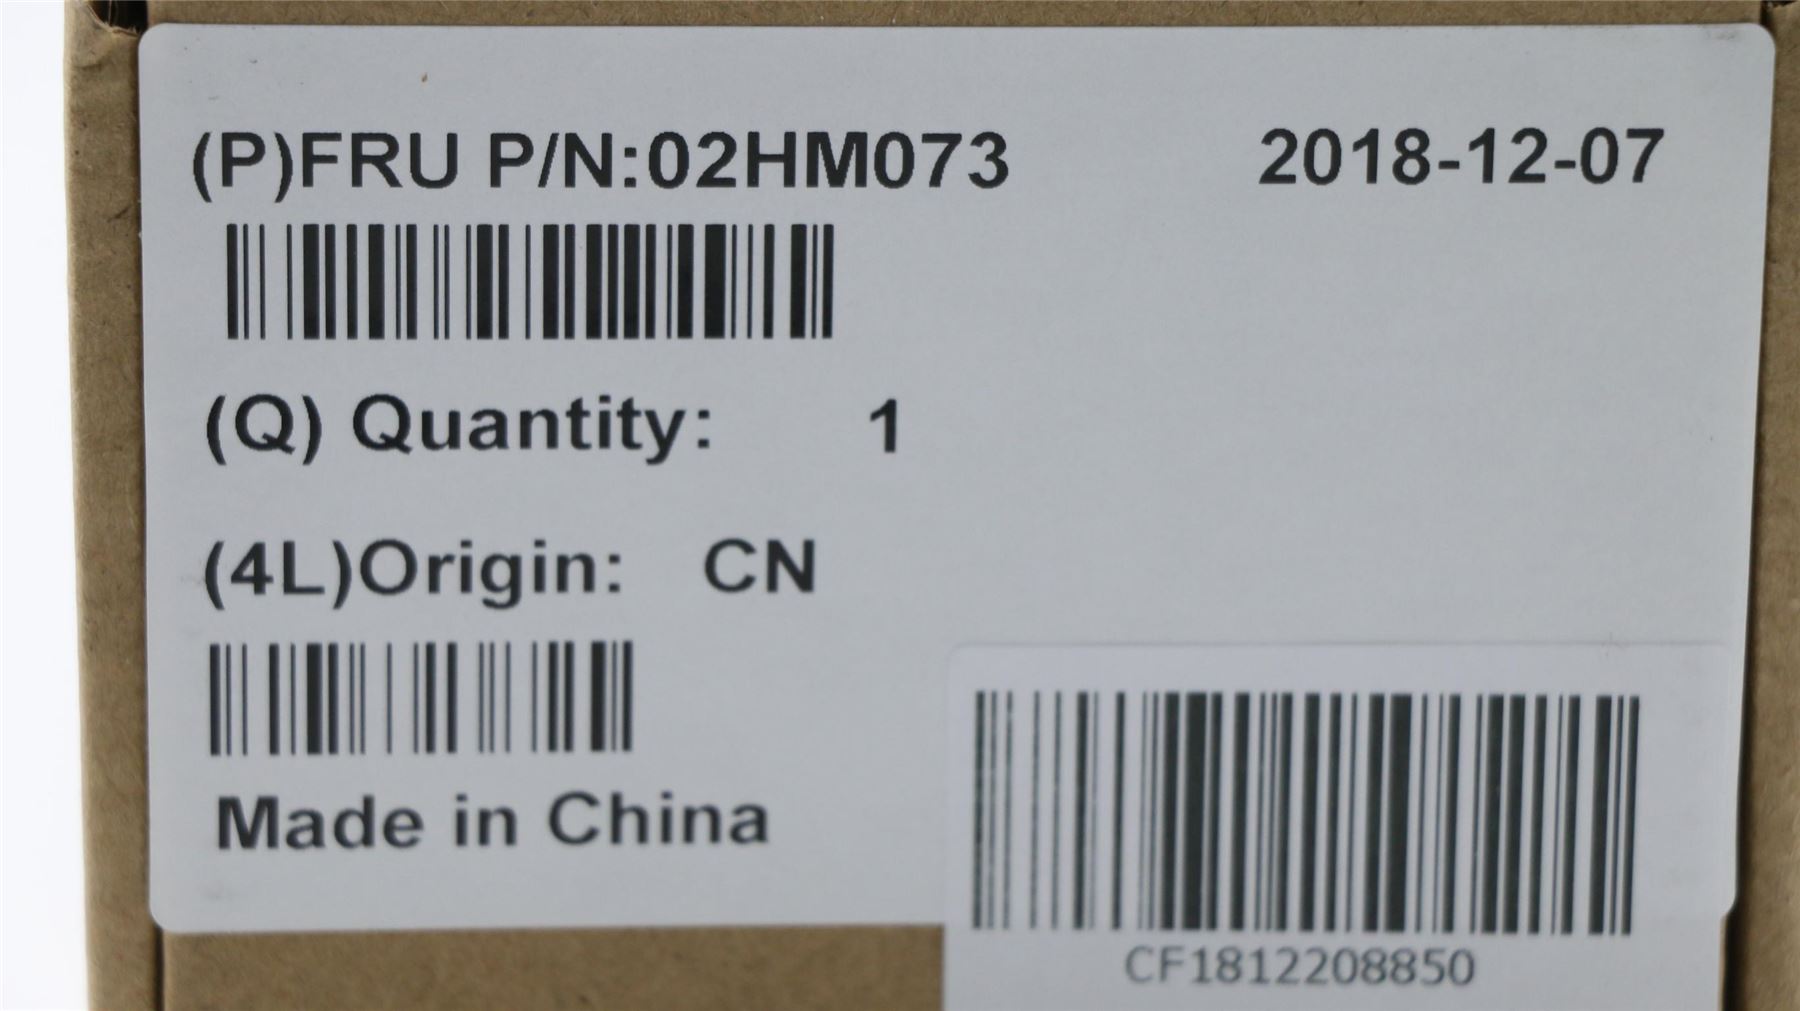 (P)FRU P/N:02HM073 2018-12-07
(Q) Quantity: 1
(4L)Origin: CN
Made in China
CF1812208850